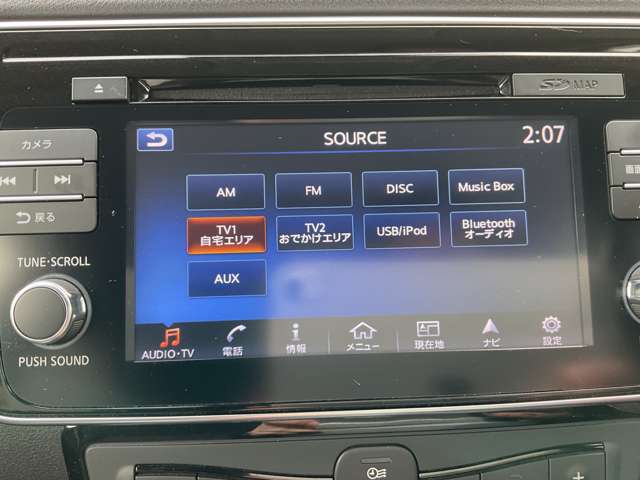 SD MAP
カメラ
SOURCE
2:07
AM
FM
DISC
Music Box
戻る
TV1
自宅エリア
TV2
おでかけエリア
USB/iPod
Bluetooth
オーディオ
AUX
TUNE·SCROLL
PUSH SOUND
AUDIO·TV
電話
情報
メニュー
現在地
ナビ
設定